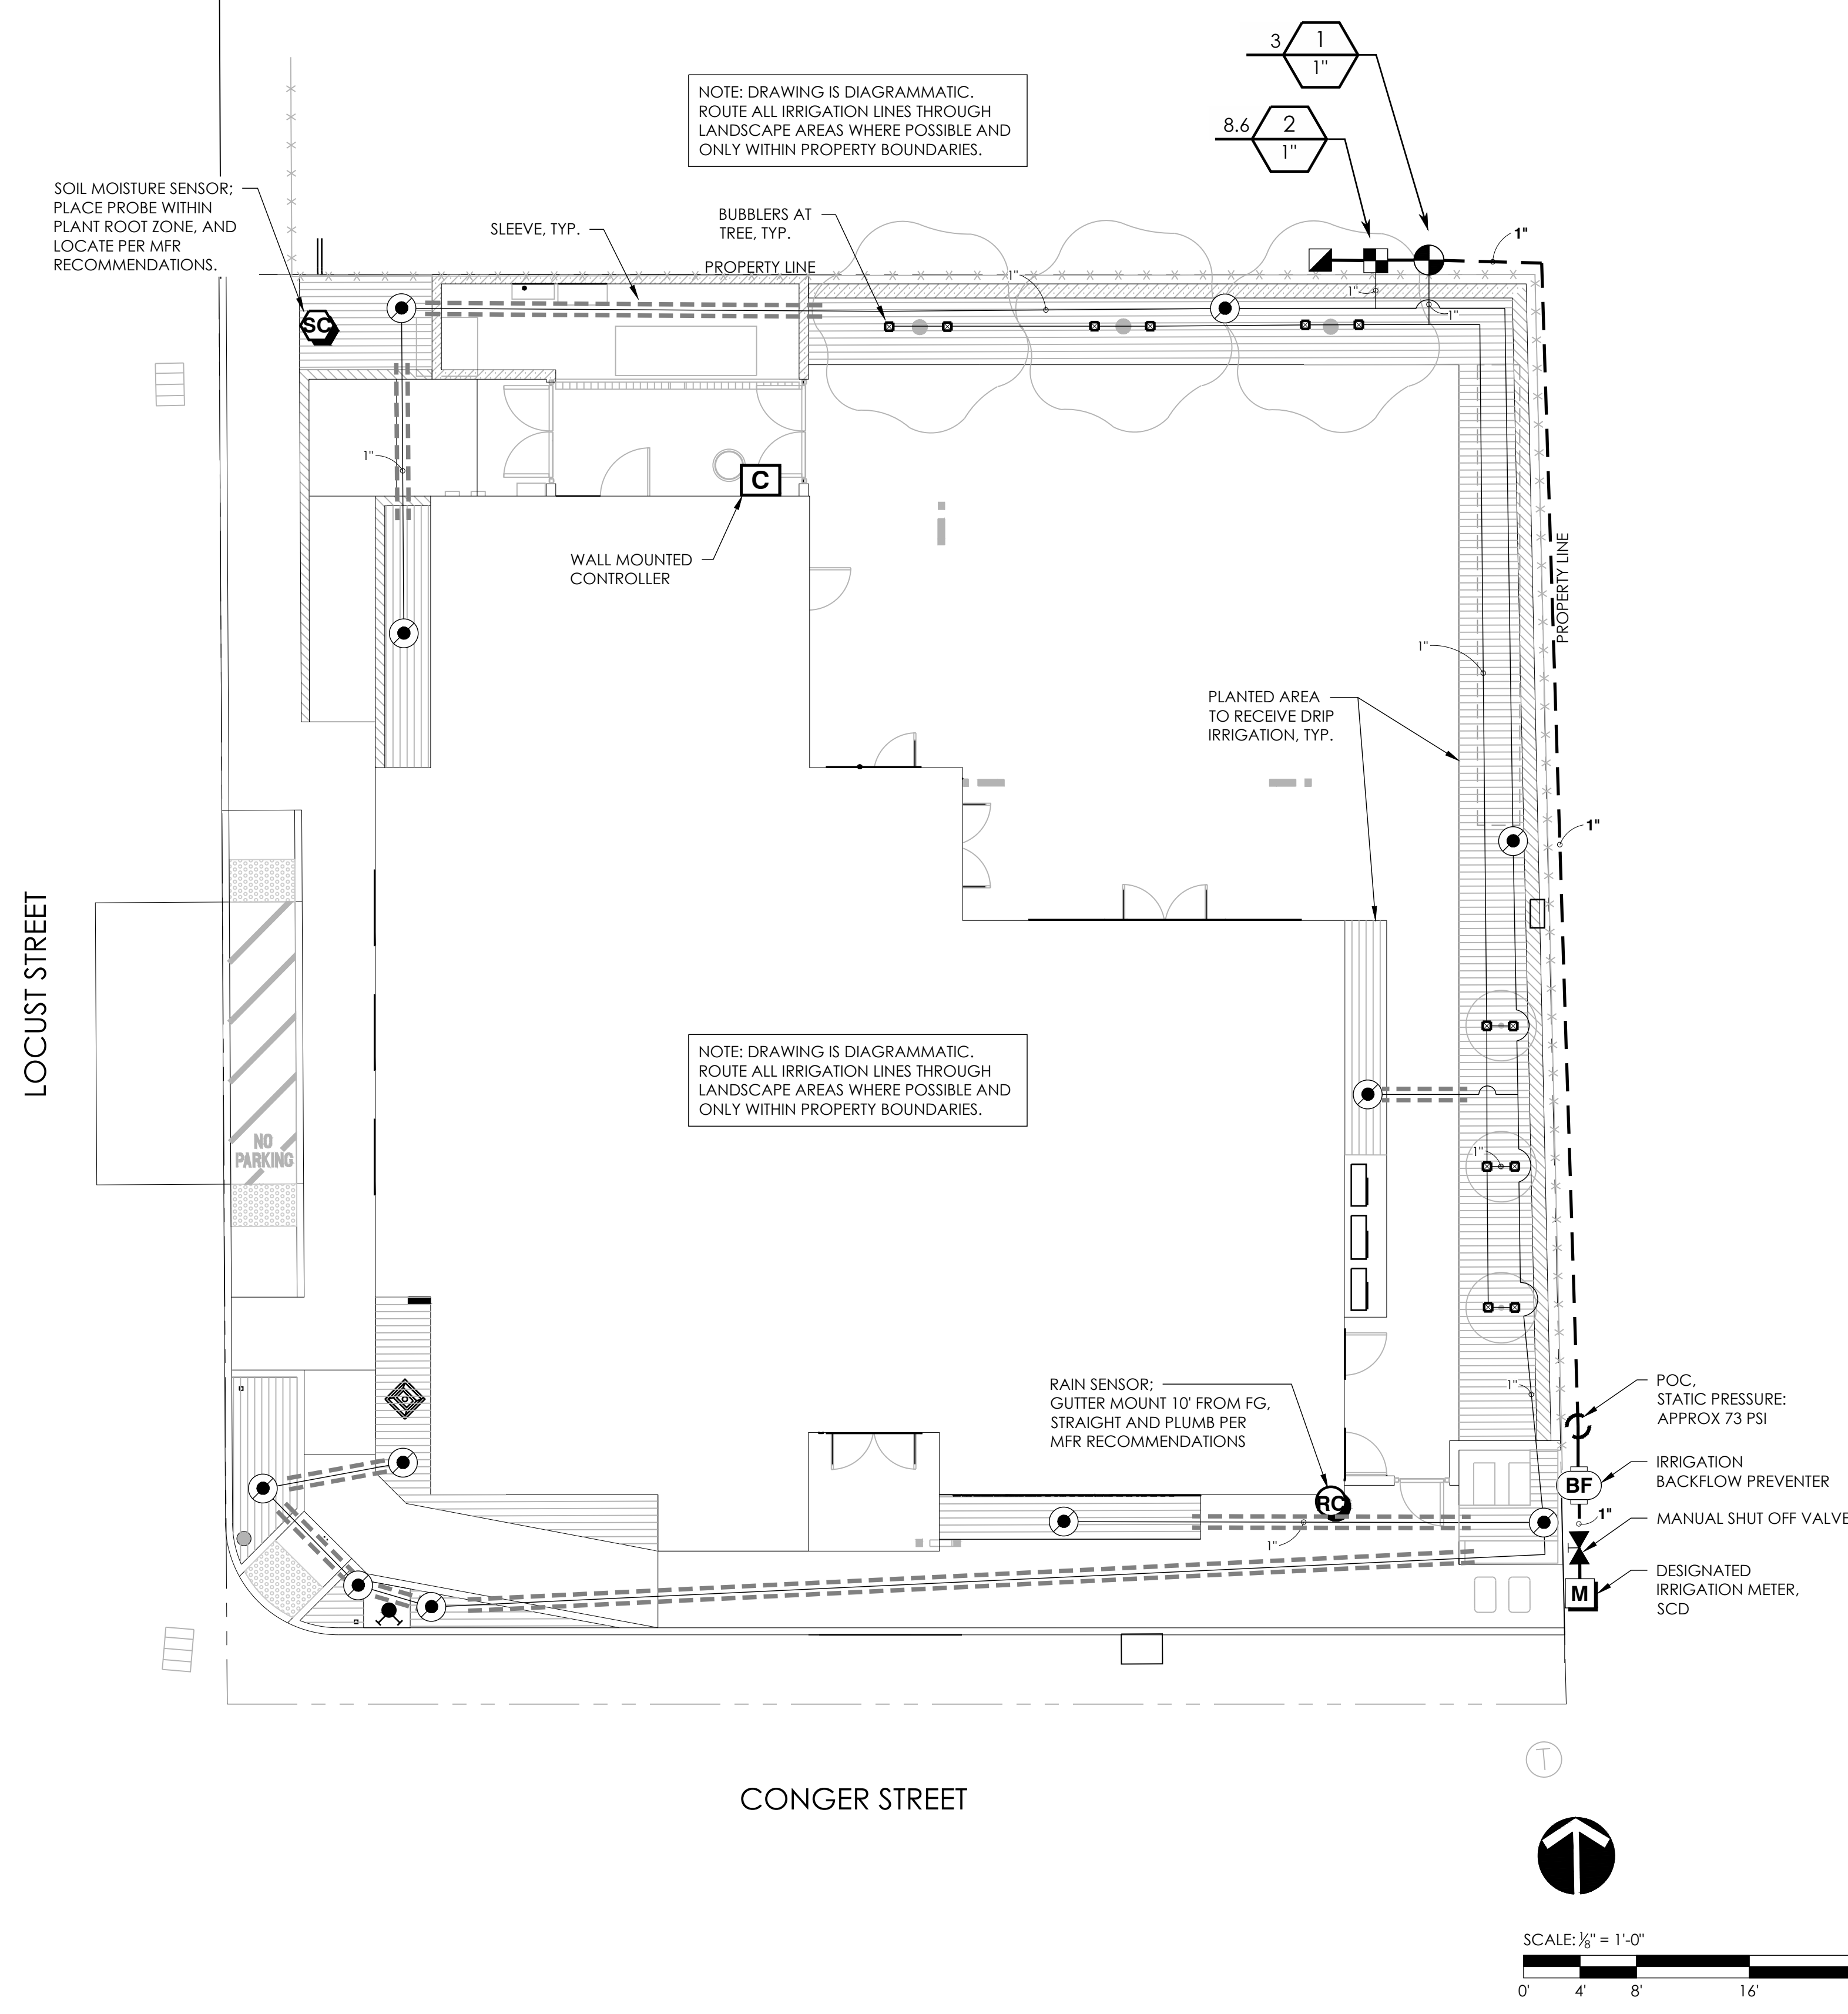 3
1
1"
8.6
2
1"
NOTE: DRAWING IS DIAGRAMMATIC.
ROUTE ALL IRRIGATION LINES THROUGH
LANDSCAPE AREAS WHERE POSSIBLE AND
ONLY WITHIN PROPERTY BOUNDARIES.
SOIL MOISTURE SENSOR;
PLACE PROBE WITHIN
PLANT ROOT ZONE, AND
LOCATE PER MFR
RECOMMENDATIONS.
SLEEVE, TYP.
BUBBLERS AT
TREE, TYP.
PROPERTY LINE
1"
1"
1"
1"
SC
1"
C
WALL MOUNTED
CONTROLLER
PROPERTY LINE
1"
PLANTED AREA
TO RECEIVE DRIP
IRRIGATION, TYP.
1"
LOCUST STREET
NOTE: DRAWING IS DIAGRAMMATIC.
ROUTE ALL IRRIGATION LINES THROUGH
LANDSCAPE AREAS WHERE POSSIBLE AND
ONLY WITHIN PROPERTY BOUNDARIES.
NO
PARKING
1"
RAIN SENSOR;
GUTTER MOUNT 10' FROM FG,
STRAIGHT AND PLUMB PER
MFR RECOMMENDATIONS
1"
POC,
STATIC PRESSURE:
APPROX 73 PSI
IRRIGATION
BACKFLOW PREVENTER
BF
RC
1"
MANUAL SHUT OFF VALVE
1"
DESIGNATED
IRRIGATION METER,
SCD
M
CONGER STREET
T
SCALE: ⅛" = 1'-0"
0' 4' 8' 16'